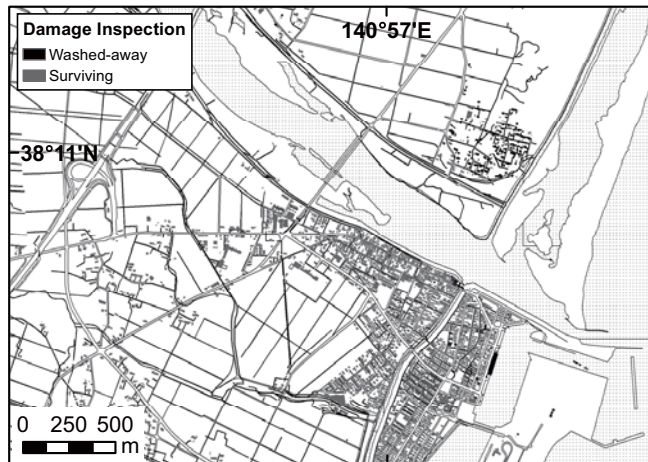 Damage Inspection
Washed-away
Surviving
140°57'E
38°11'N
0 250 500
m